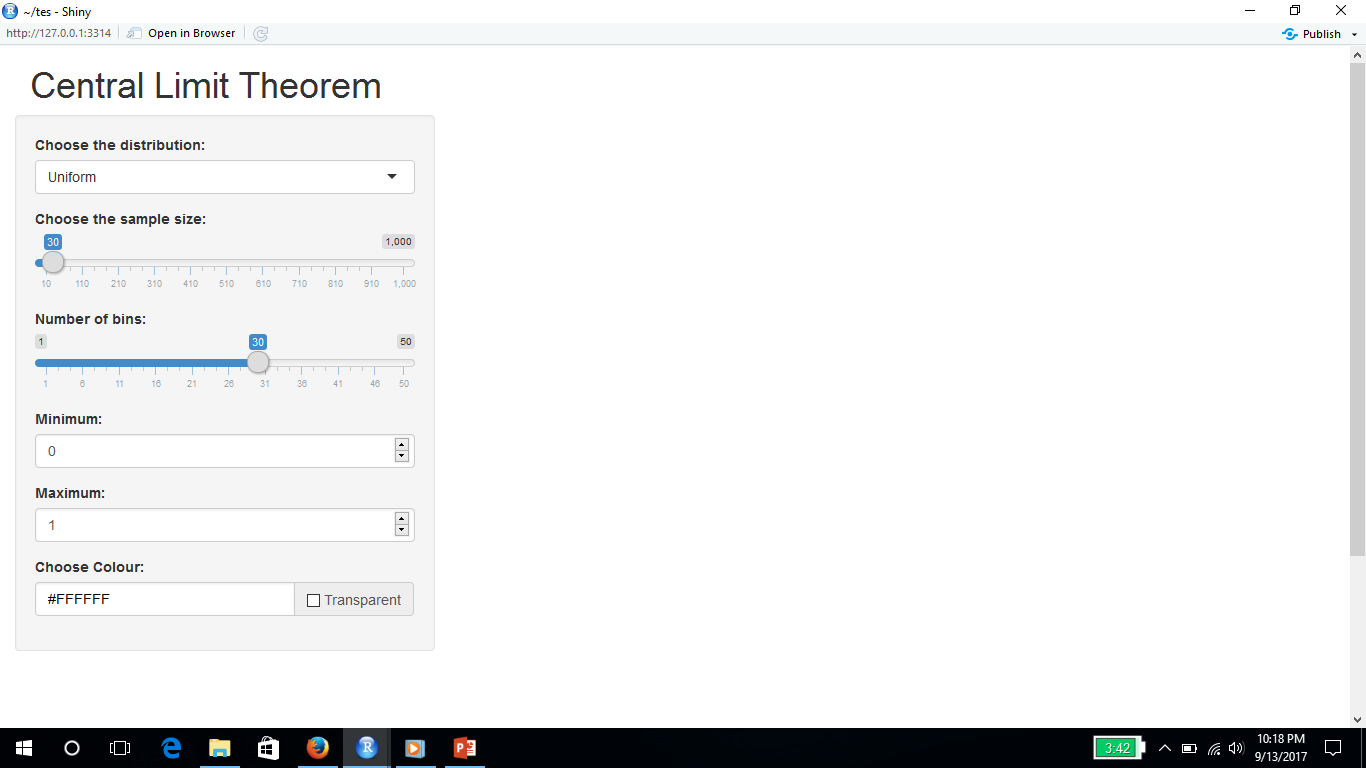 ~/tes - Shiny
http://127.0.0.1:3314 Open in Browser Publish
Central Limit Theorem
Choose the distribution:
Uniform
Choose the sample size:
30 1,000
10 110 210 310 410 510 610 710 810 910 1,000
Number of bins:
1 30 50
1 6 11 16 21 26 31 36 41 46 50
Minimum:
0
Maximum:
1
Choose Colour:
#FFFFFF Transparent
3:42 10:18 PM
9/13/2017